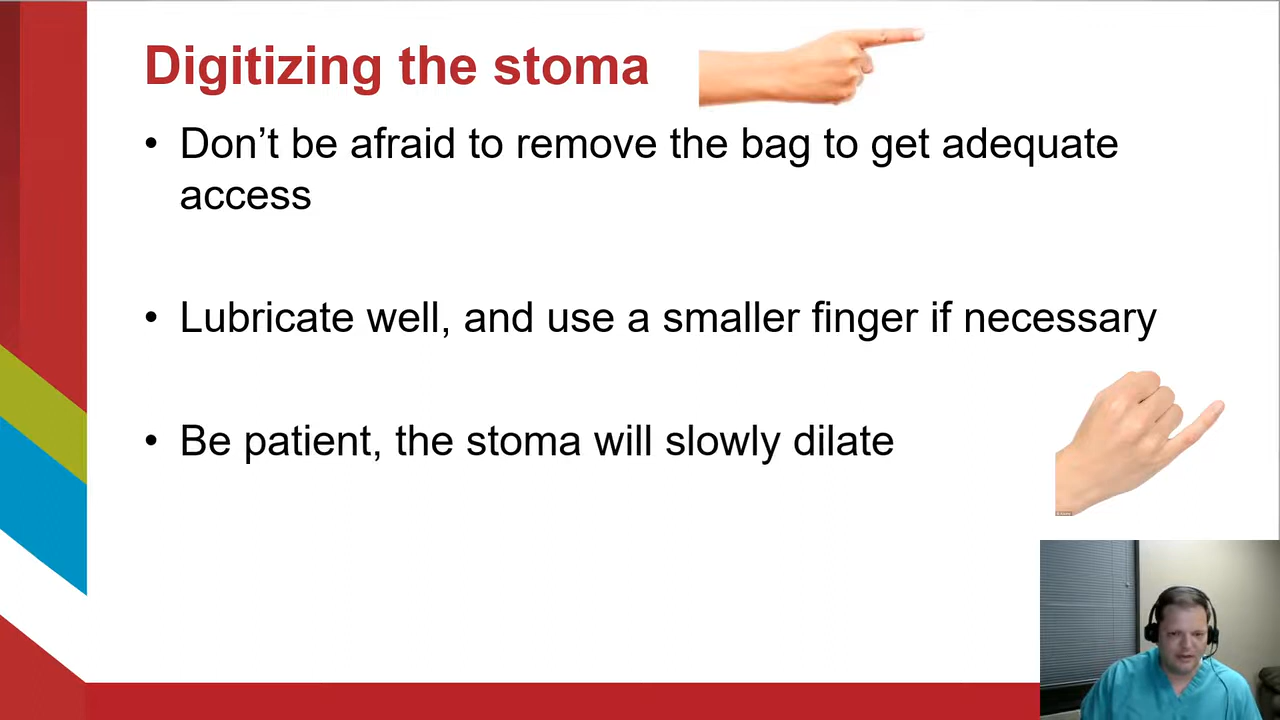 Digitizing the stoma
• Don’t be afraid to remove the bag to get adequate
access
• Lubricate well, and use a smaller finger if necessary
• Be patient, the stoma will slowly dilate